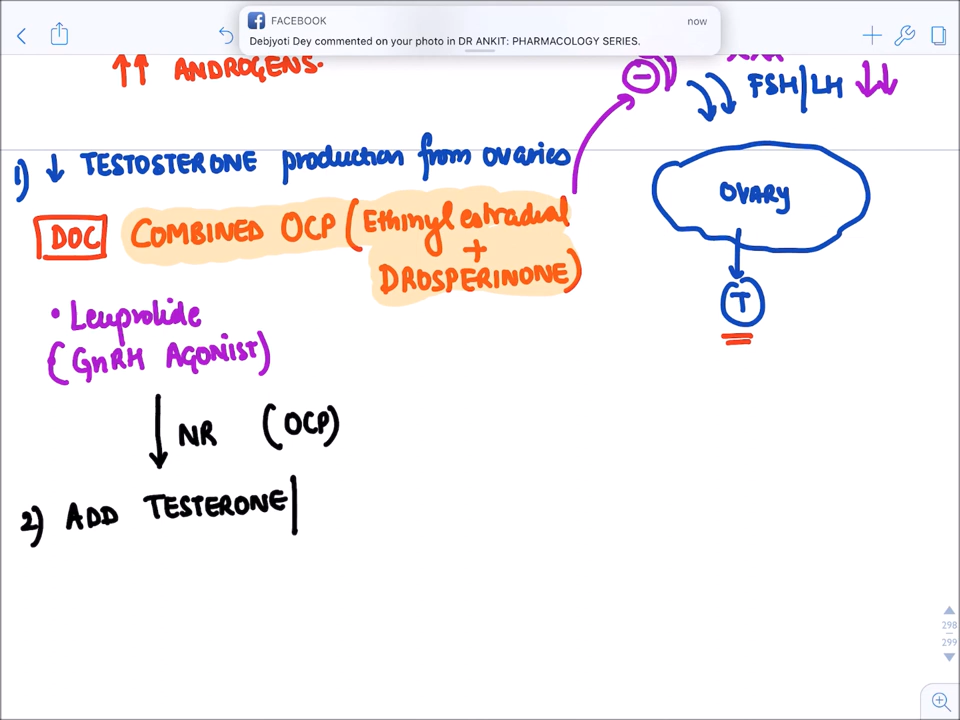 FACEBOOK
now
Debjyoti Dey commented on your photo in DR ANKIT: PHARMACOLOGY SERIES.
↑↑ ANDROGENS.
⊖
FSH/LH ↓↓
1) ↓ TESTOSTERONE production from ovaries
OVARY
DOC COMBINED OCP (Ethinyl estradial
+
DROSPERINONE)
T
• Leuprolide
(GnRH AGONIST)
↓ NR (OCP)
2) ADD TESTERONE|
298
299